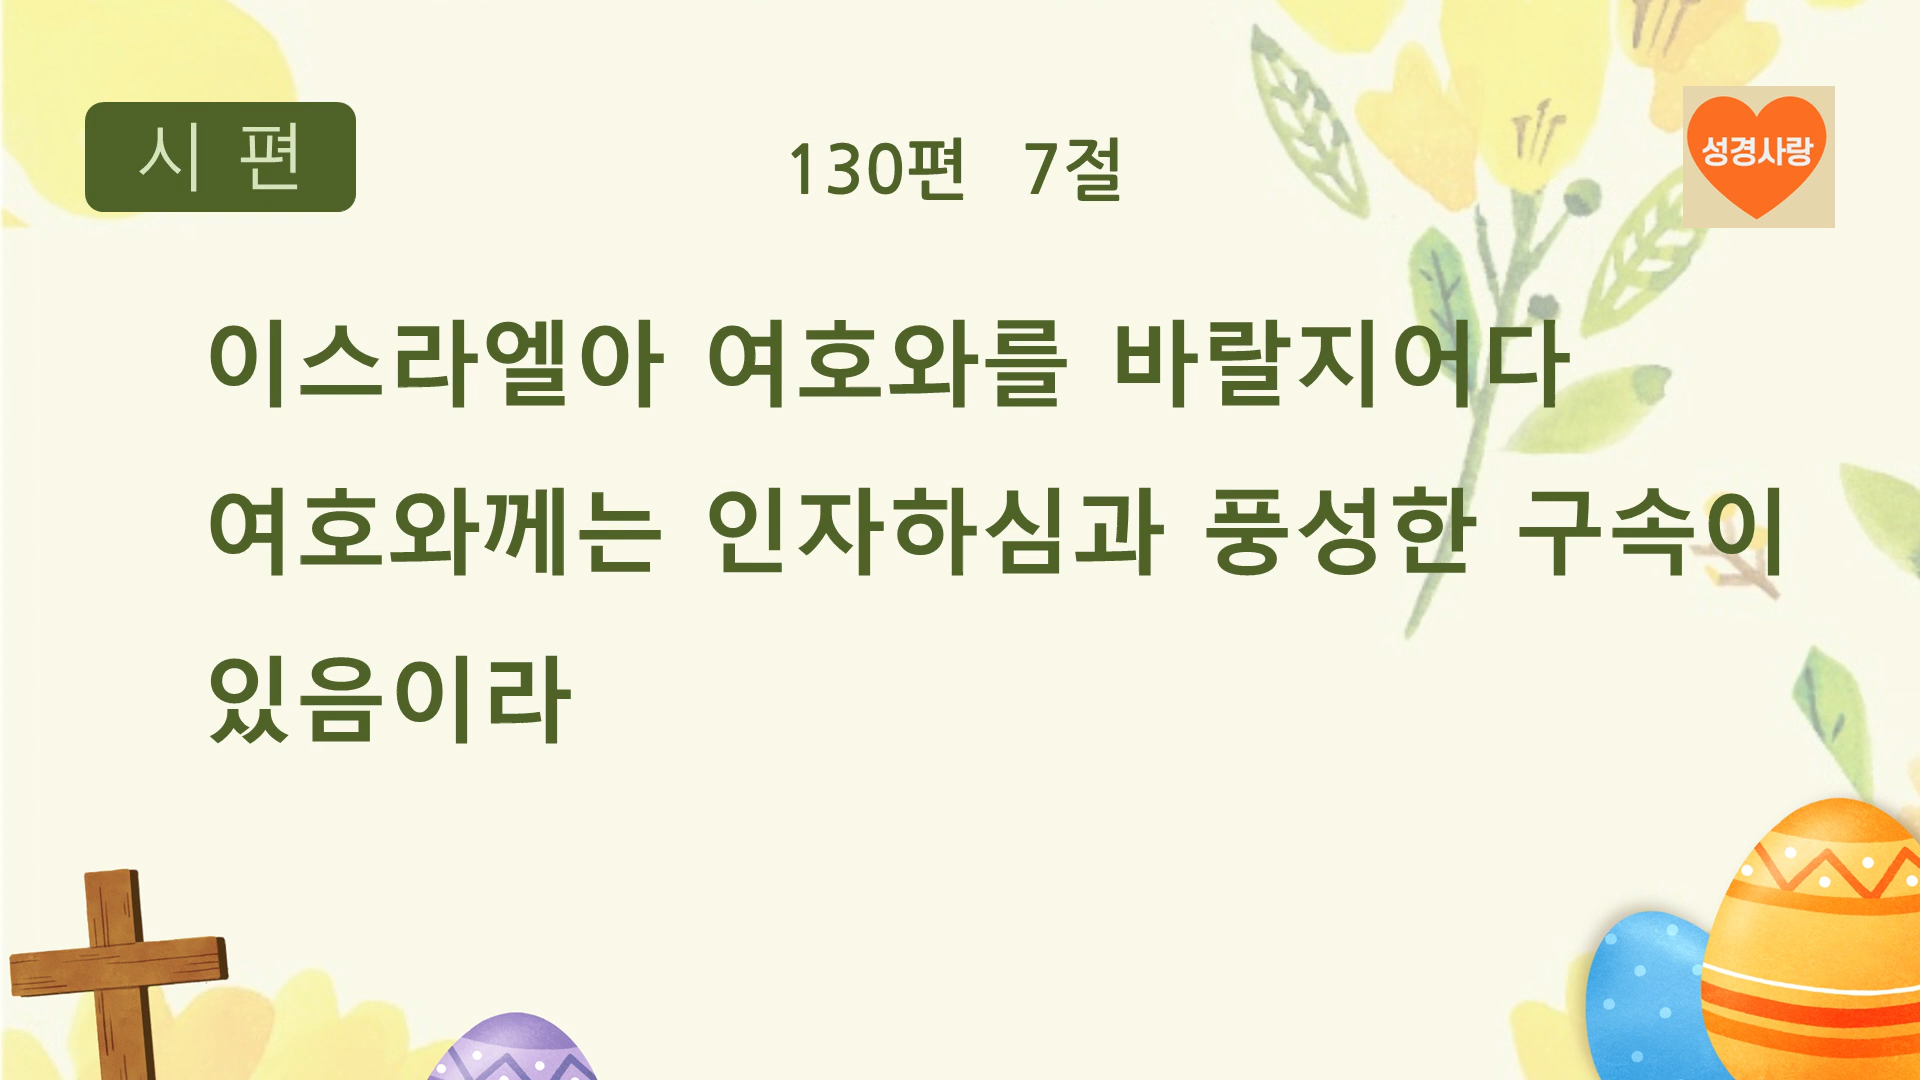 시 편
130편 7절
성경사랑
이스라엘아 여호와를 바랄지어다
여호와께는 인자하심과 풍성한 구속이
있음이라